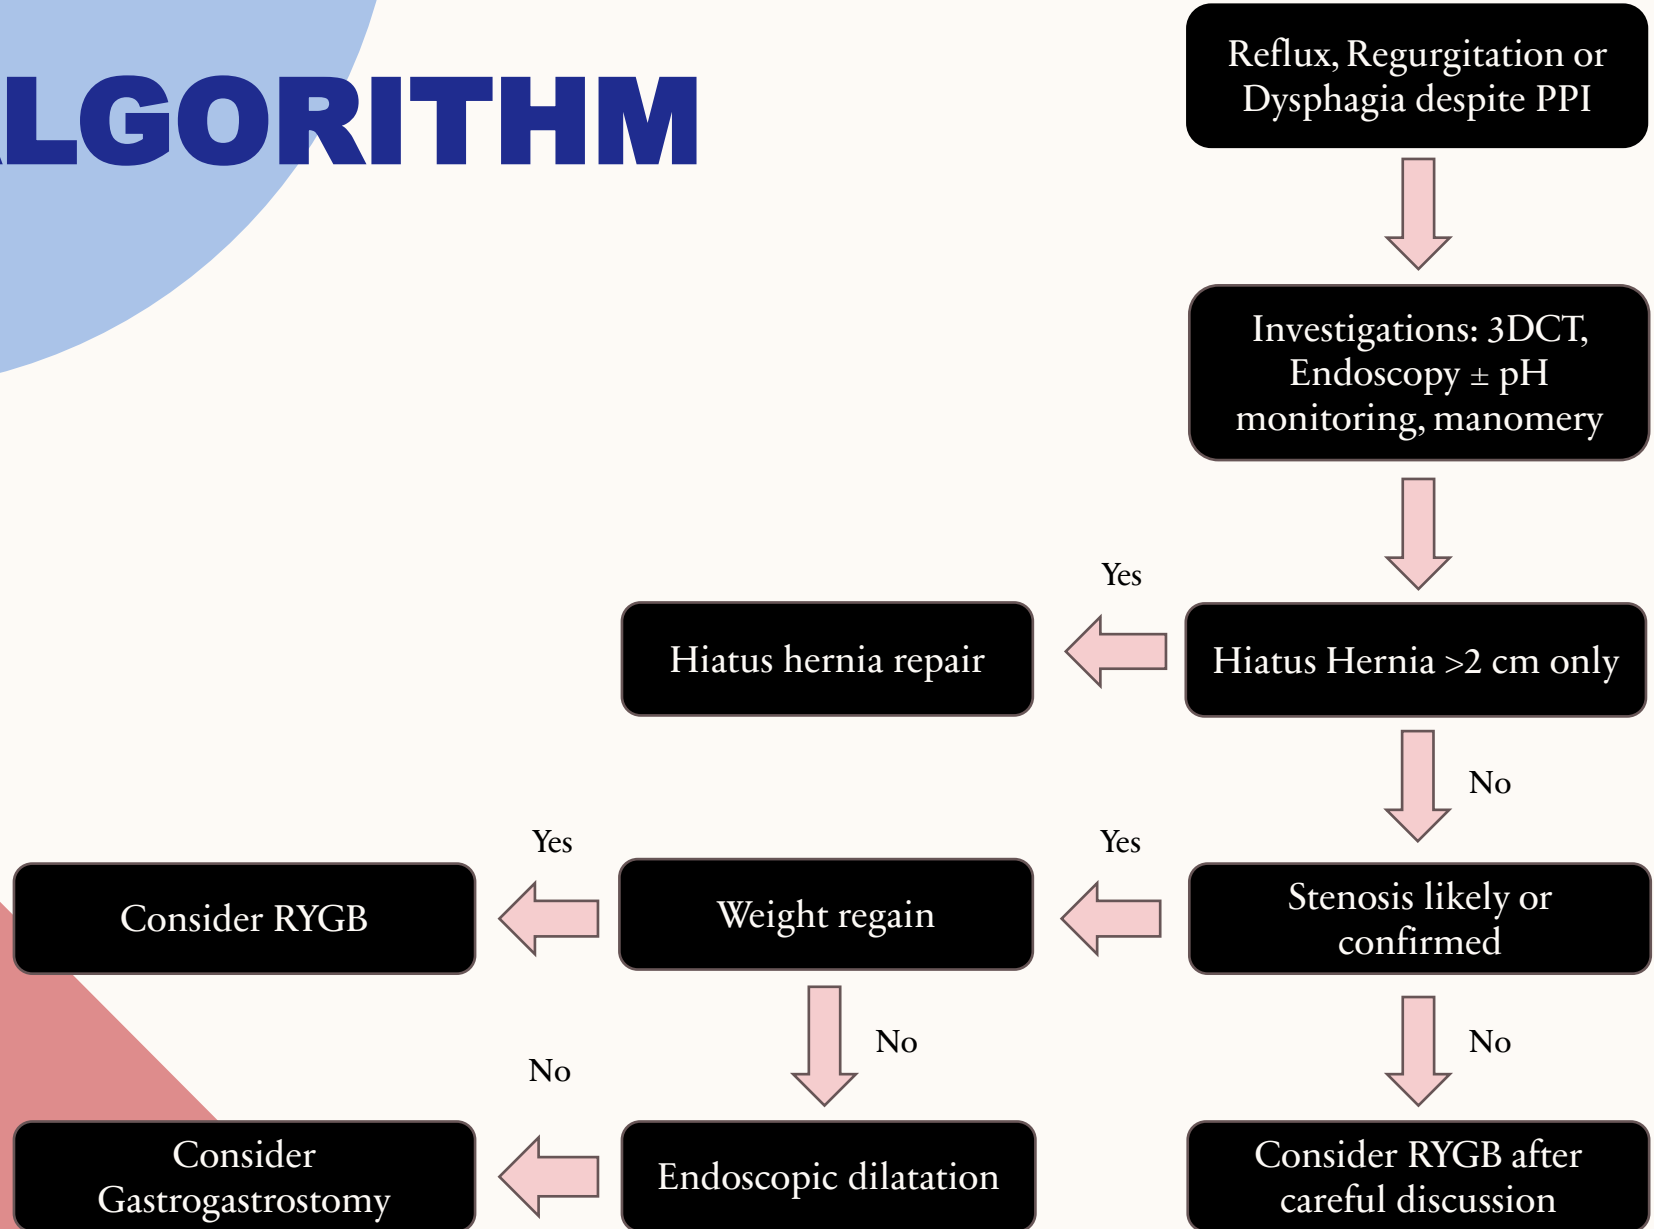 LGORITHM
Reflux, Regurgitation or
Dysphagia despite PPI
Investigations: 3DCT,
Endoscopy ± pH
monitoring, manomery
Yes
Hiatus hernia repair
Hiatus Hernia >2 cm only
No
Yes
Yes
Consider RYGB
Weight regain
Stenosis likely or
confirmed
No
No
No
Consider
Gastrogastrostomy
Endoscopic dilatation
Consider RYGB after
careful discussion